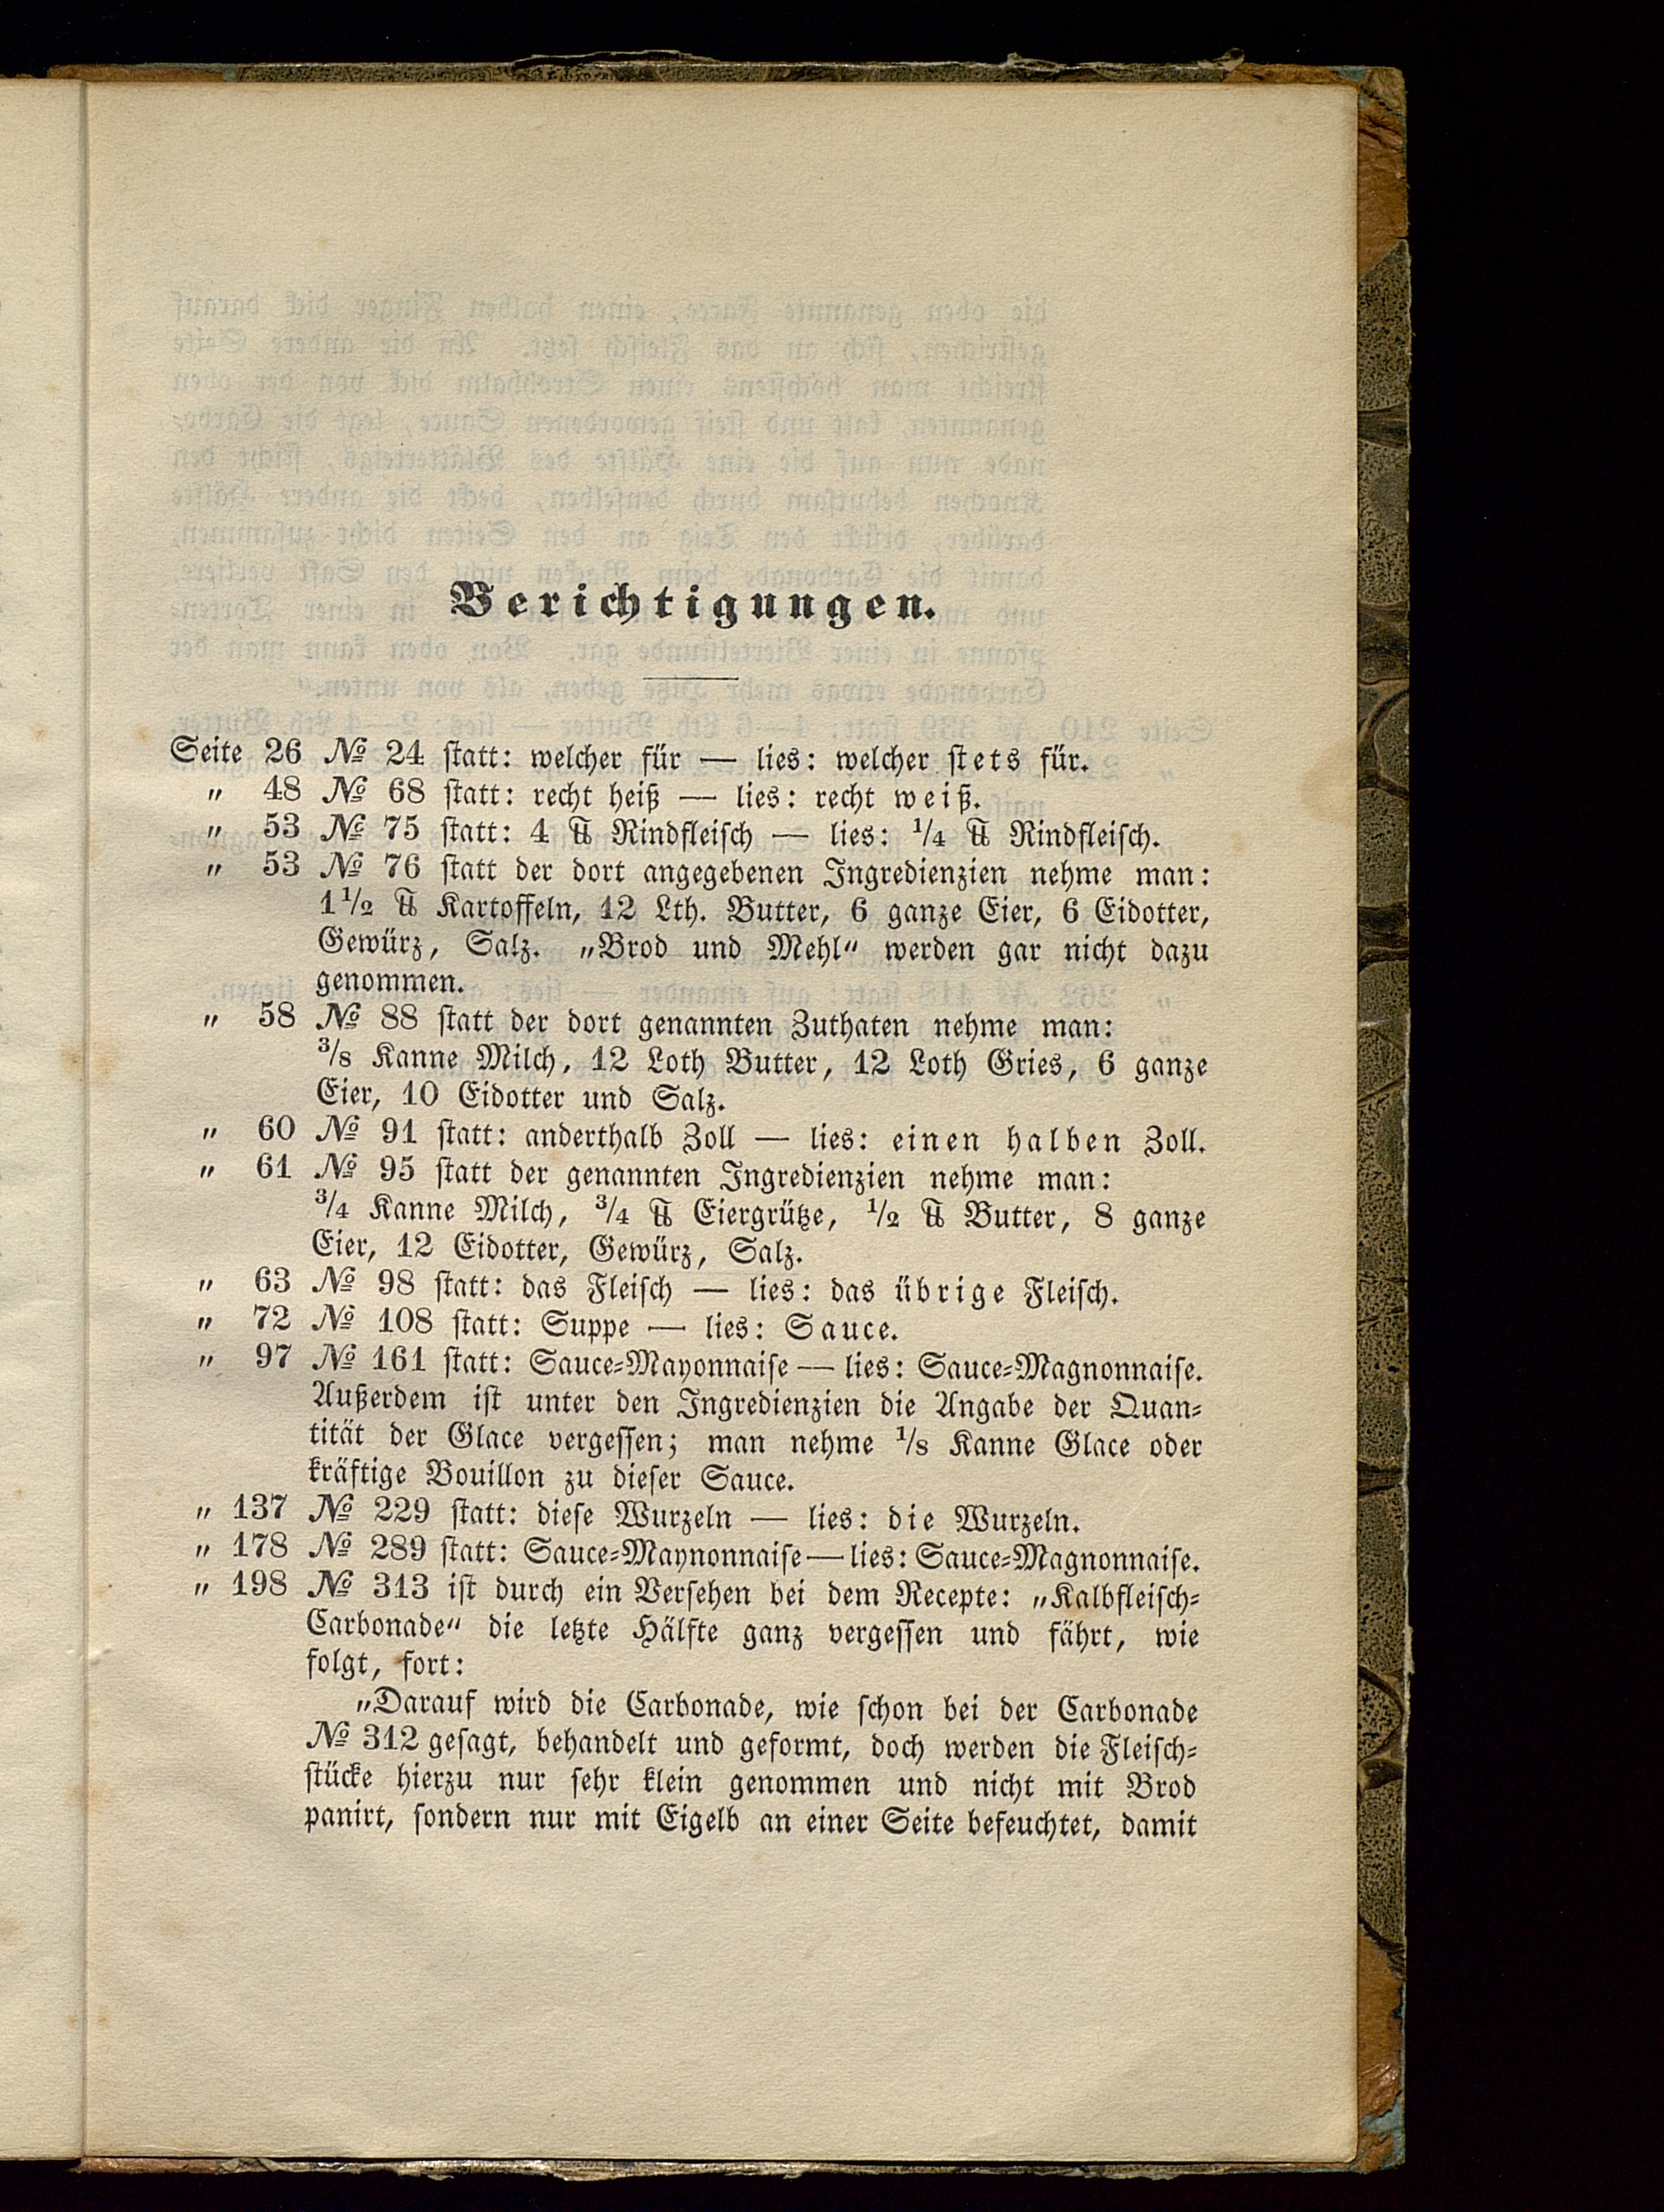 Berichtigungen.
Seite 26 № 24 ſtatt: welcher für — lies: welcher ſtets für.
" 48 № 68 ſtatt: recht heiß — lies: recht weiß.
" 53 № 75 ſtatt: 4 ℔ Rindfleiſch — lies: 1/4 ℔ Rindfleiſch.
" 53 № 76 ſtatt der dort angegebenen Ingredienzien nehme man:
1 1/2 ℔ Kartoffeln, 12 Lth. Butter, 6 ganze Eier, 6 Eidotter,
Gewürz, Salz. „Brod und Mehl“ werden gar nicht dazu
genommen.
" 58 № 88 ſtatt der dort genannten Zuthaten nehme man:
3/8 Kanne Milch, 12 Loth Butter, 12 Loth Gries, 6 ganze
Eier, 10 Eidotter und Salz.
" 60 № 91 ſtatt: anderthalb Zoll — lies: einen halben Zoll.
" 61 № 95 ſtatt der genannten Ingredienzien nehme man:
3/4 Kanne Milch, 3/4 ℔ Eiergrütze, 1/2 ℔ Butter, 8 ganze
Eier, 12 Eidotter, Gewürz, Salz.
" 63 № 98 ſtatt: das Fleiſch — lies: das übrige Fleiſch.
" 72 № 108 ſtatt: Suppe — lies: Sauce.
" 97 № 161 ſtatt: Sauce-Mayonnaiſe — lies: Sauce-Magnonnaiſe.
Außerdem iſt unter den Ingredienzien die Angabe der Quan-
tität der Glace vergeſſen; man nehme 1/8 Kanne Glace oder
kräftige Bouillon zu dieſer Sauce.
" 137 № 229 ſtatt: dieſe Wurzeln — lies: die Wurzeln.
" 178 № 289 ſtatt: Sauce-Maynonnaiſe — lies: Sauce-Magnonnaiſe.
" 198 № 313 iſt durch ein Verſehen bei dem Recepte: „Kalbfleiſch-
Carbonade“ die letzte Hälfte ganz vergeſſen und fährt, wie
folgt, fort:
„Darauf wird die Carbonade, wie ſchon bei der Carbonade
№ 312 geſagt, behandelt und geformt, doch werden die Fleiſch-
ſtücke hierzu nur ſehr klein genommen und nicht mit Brod
panirt, ſondern nur mit Eigelb an einer Seite befeuchtet, damit